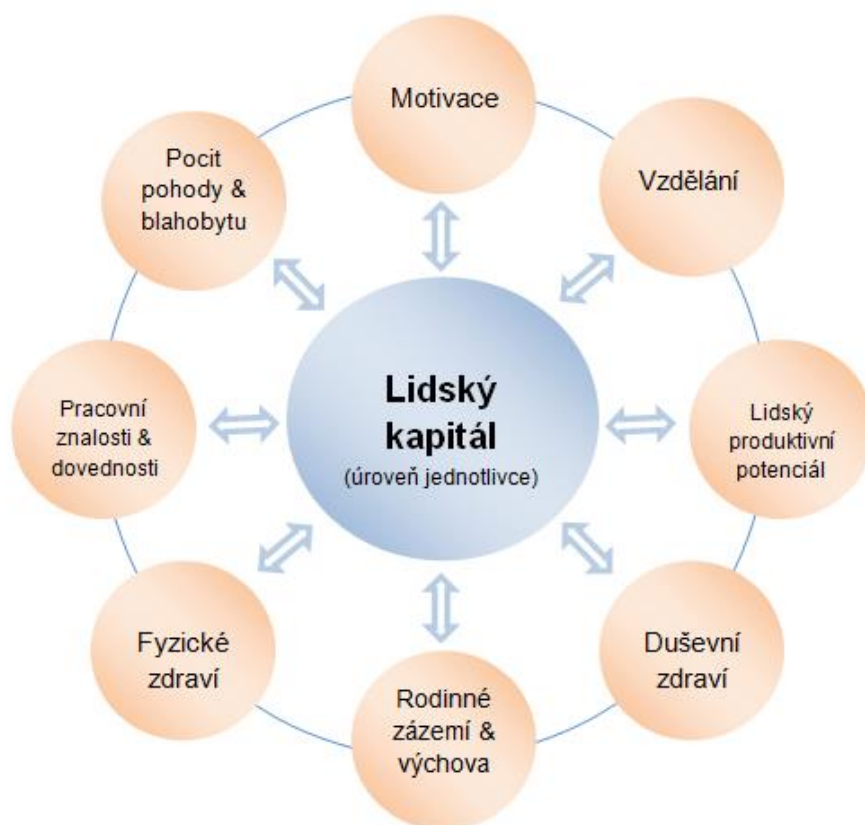 Motivace
Vzdělání
Pocit
pohody &
blahobytu
Lidský
kapitál
(úroveň jednotlivce)
Pracovní
znalosti &
dovednosti
Lidský
produktivní
potenciál
Fyzické
zdraví
Duševní
zdraví
Rodinné
zázemí &
výchova